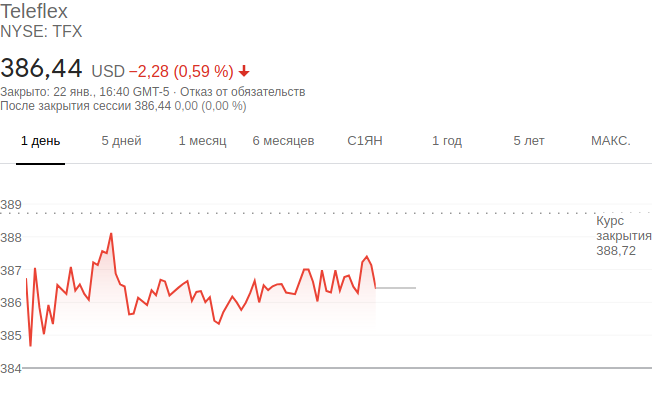 Teleflex
NYSE: TFX
386,44 USD −2,28 (0,59 %)
Закрыто: 22 янв., 16:40 GMT-5 · Отказ от обязательств
После закрытия сессии 386,44 0,00 (0,00 %)
1 день 5 дней 1 месяц 6 месяцев С1ЯН 1 год 5 лет МАКС.
389
Курс
закрытия
388,72
388
387
386
385
384